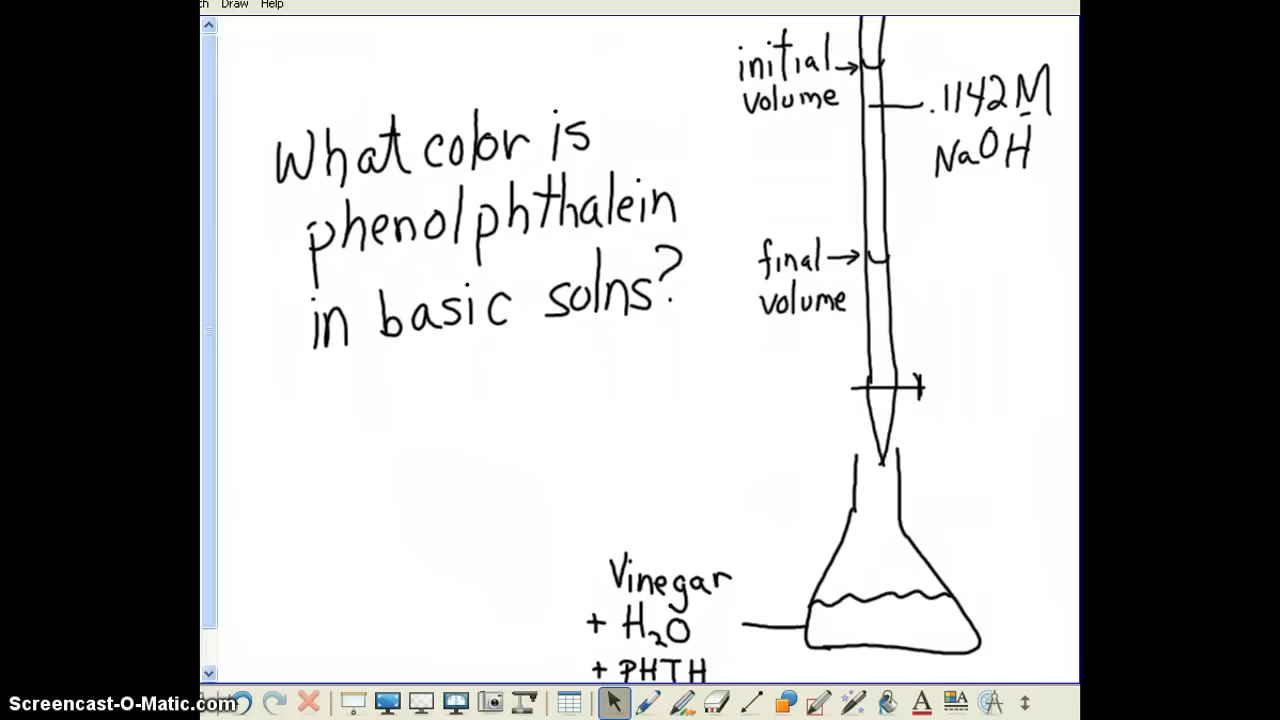 Draw Help
What color is
phenolphthalein
in basic solns?
initial
volume
.1142 M
NaOH
final
volume
Vinegar
+ H₂O
+ PHTH
Screencast-O-Matic.com